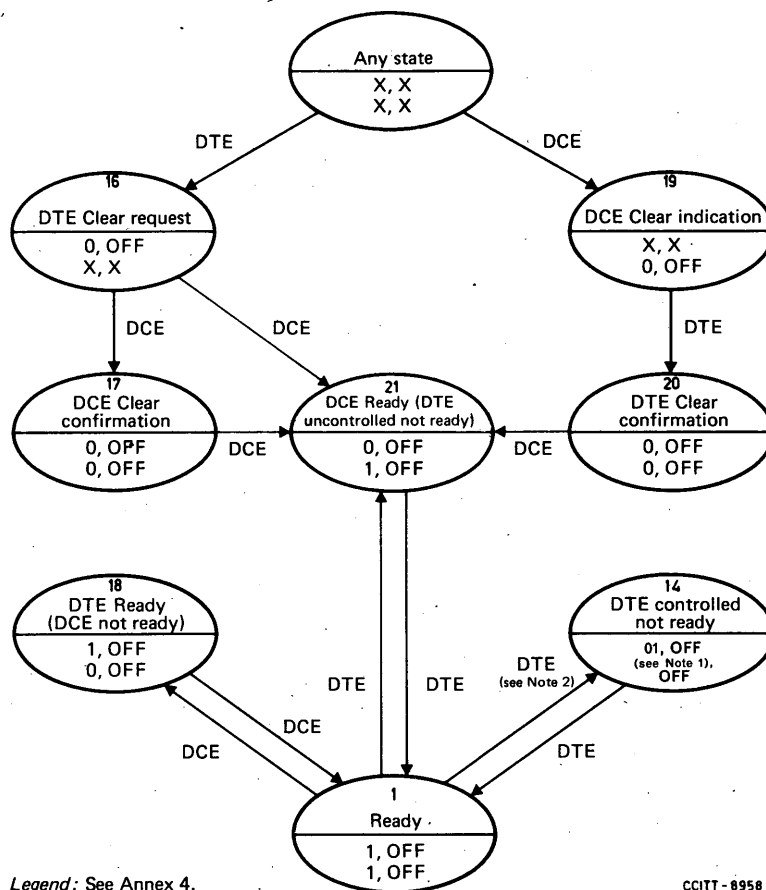 Any state
X, X
X, X
DTE
DCE
16
DTE Clear request
0, OFF
X, X
19
DCE Clear indication
X, X
0, OFF
DCE
DCE
DTE
17
DCE Clear
confirmation
0, OFF
0, OFF
DCE
21
DCE Ready (DTE
uncontrolled not ready)
0, OFF
1, OFF
DCE
20
DTE Clear
confirmation
0, OFF
0, OFF
18
DTE Ready
(DCE not ready)
1, OFF
0, OFF
14
DTE controlled
not ready
01, OFF
(see Note 1),
OFF
DTE
DTE
DTE
(see Note 2)
DCE
DCE
DTE
1
Ready
1, OFF
1, OFF
Legend: See Annex 4.
CCITT - 8958